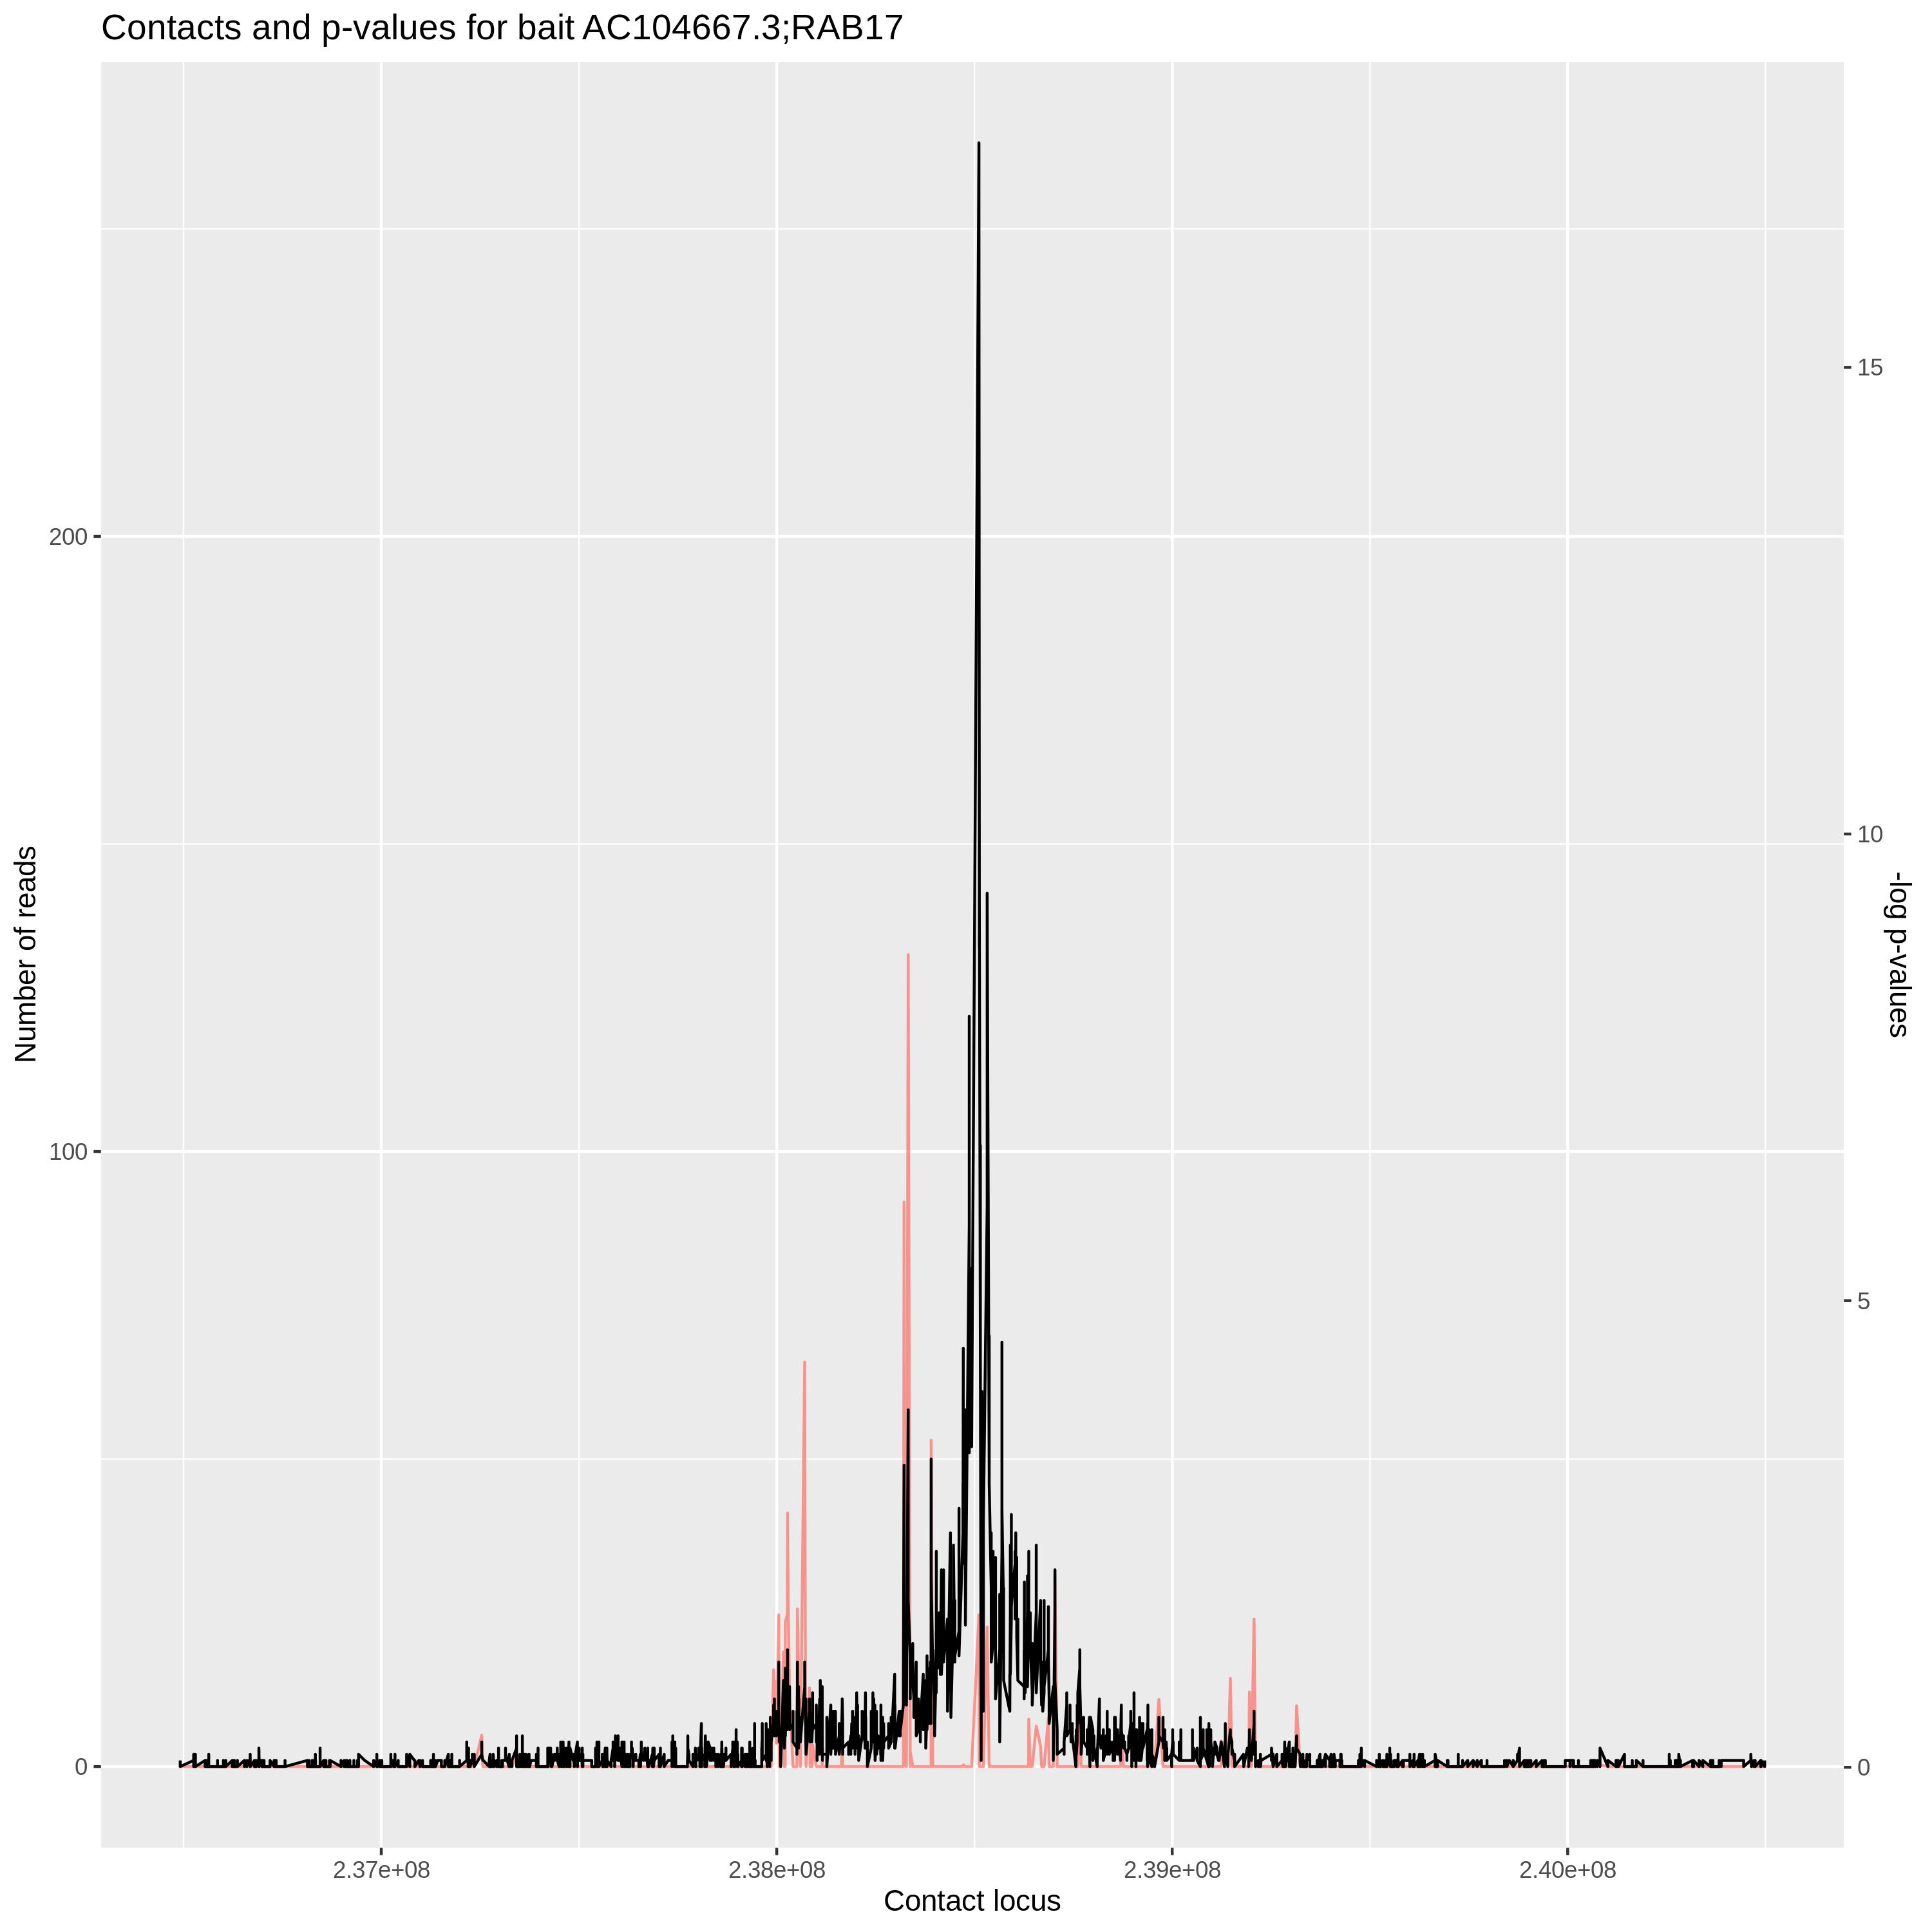 Contacts and p-values for bait AC104667.3;RAB17
Number of reads
200
100
0
15
10
5
0
-log p-values
2.37e+08
2.38e+08
2.39e+08
2.40e+08
Contact locus